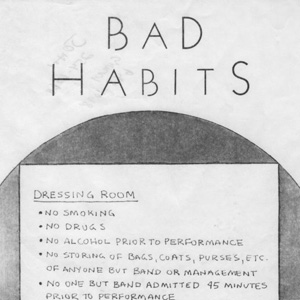 BAD
HABITS
DRESSING ROOM
• NO SMOKING
• NO DRUGS
• NO ALCOHOL PRIOR TO PERFORMANCE
• NO STORING OF BAGS, COATS, PURSES, ETC.
OF ANYONE BUT BAND OR MANAGEMENT
• NO ONE BUT BAND ADMITTED 45 MINUTES
PRIOR TO PERFORMANCE